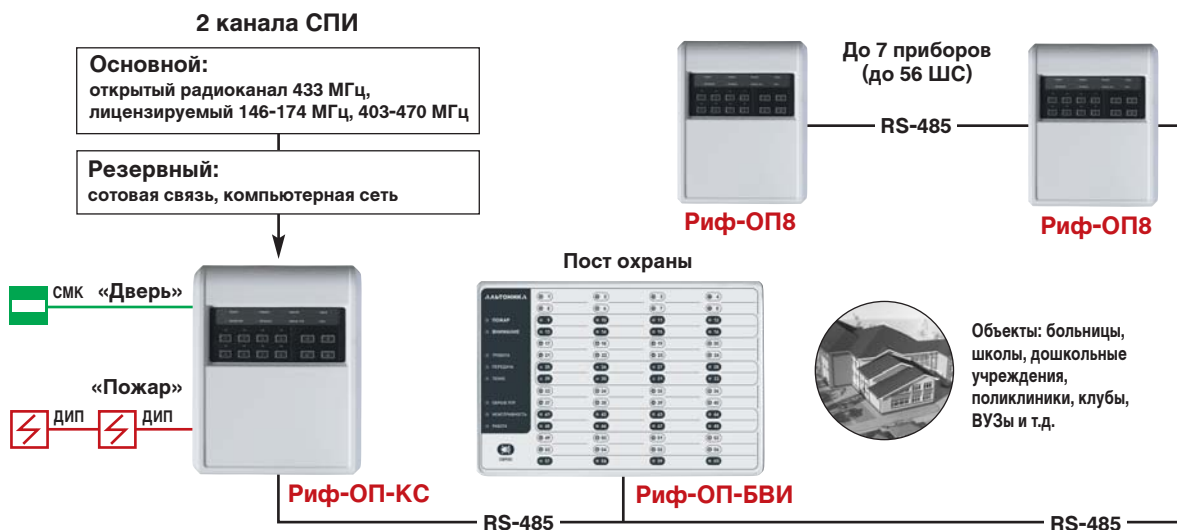 2 канала СПИ
Основной:
открытый радиоканал 433 МГц,
лицензируемый 146-174 МГц, 403-470 МГц
Резервный:
сотовая связь, компьютерная сеть
До 7 приборов
(до 56 ШС)
RS-485
Риф-ОП8
Риф-ОП8
СМК «Дверь»
«Пожар»
ДИП
ДИП
Риф-ОП-КС
Пост охраны
АЛЬТОНИКА
ПОЖАР
ВНИМАНИЕ
Риф-ОП-БВИ
Объекты: больницы,
школы, дошкольные
учреждения,
поликлиники, клубы,
ВУЗы и т.д.
RS-485
RS-485